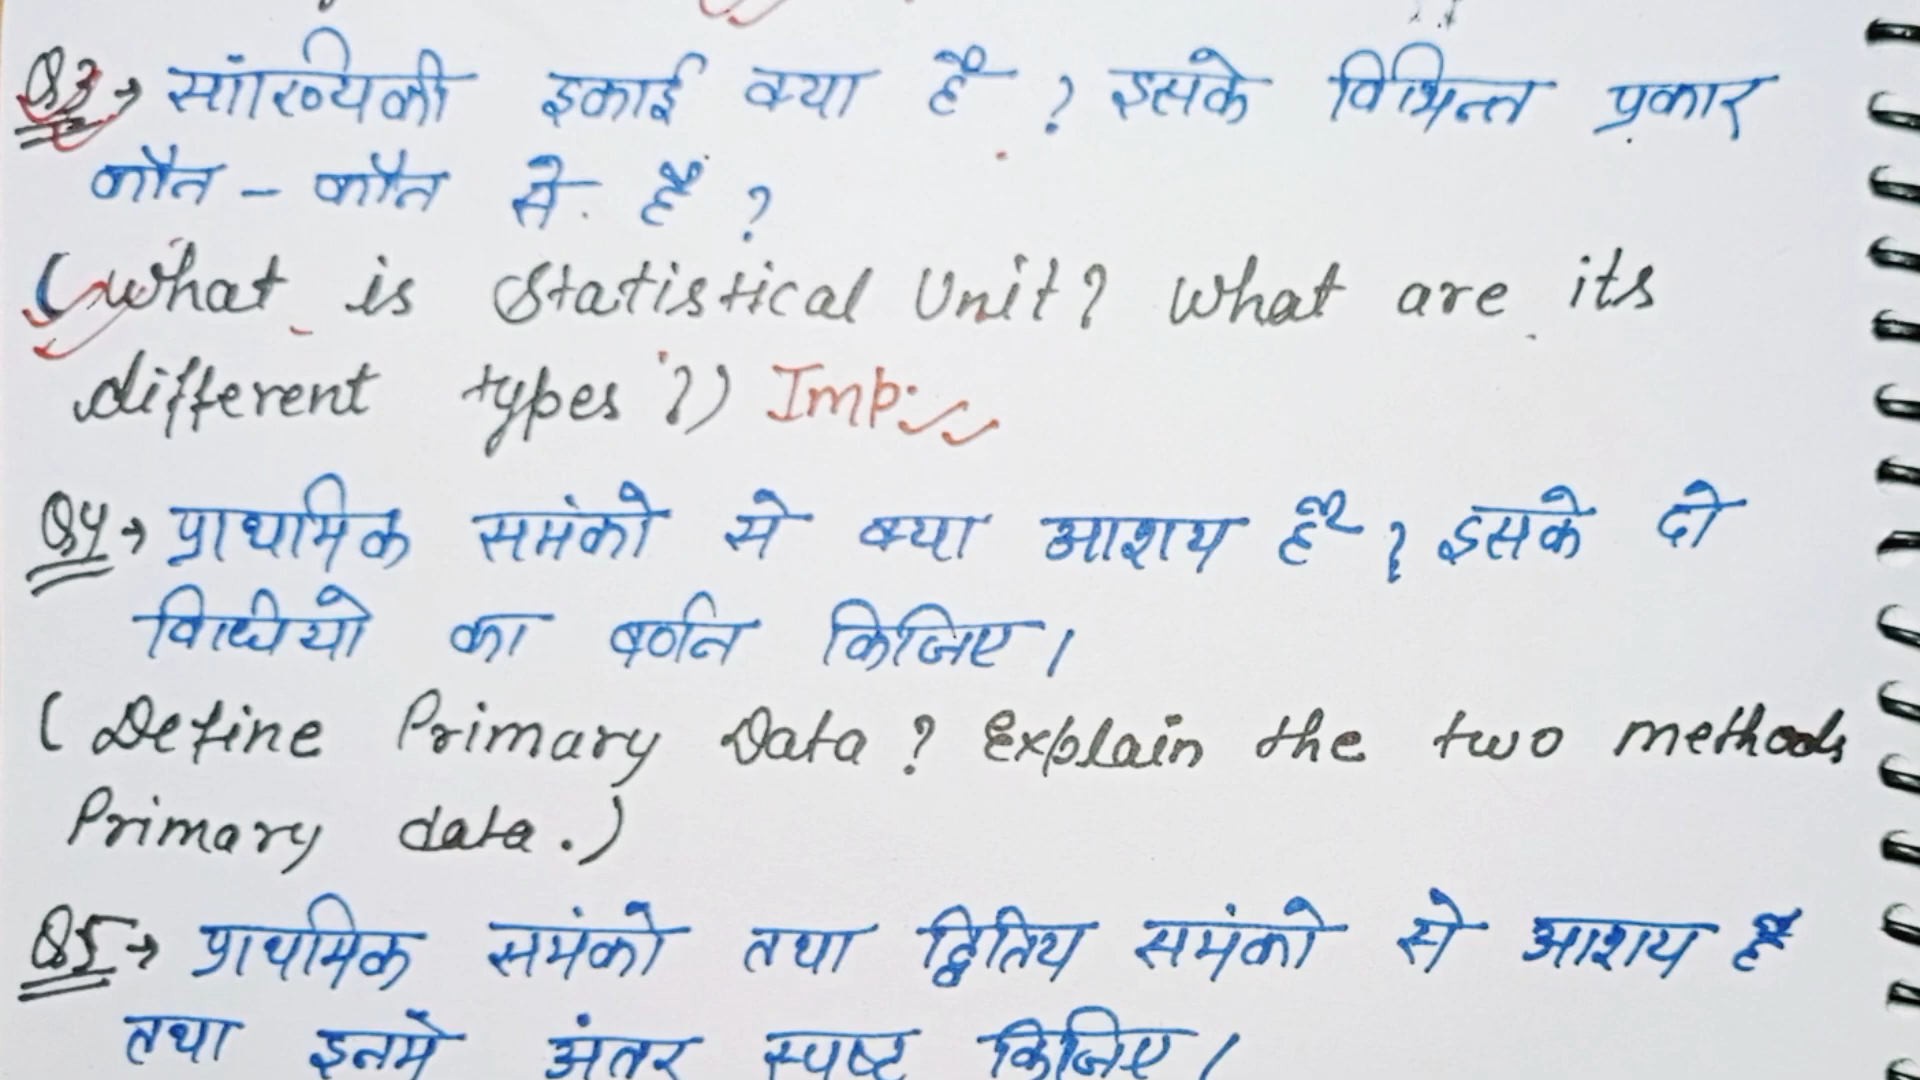 Q3→ सांख्यिकी इकाई क्या है ? इसके विभिन्न प्रकार
कौन - कौन से है ?
(What is Statistical Unit? What are its
different types ?) Imp.
Q4→ प्राथमिक समंको से क्या आशय है ? इसके दो
विधियो का वर्णन किजिए।
(Define Primary Data ? Explain the two methods
Primary data.)
Q5→ प्राथमिक समंको तथा द्वितिय समंको से आशय है
तथा इनमे अंतर स्पष्ट किजिए।